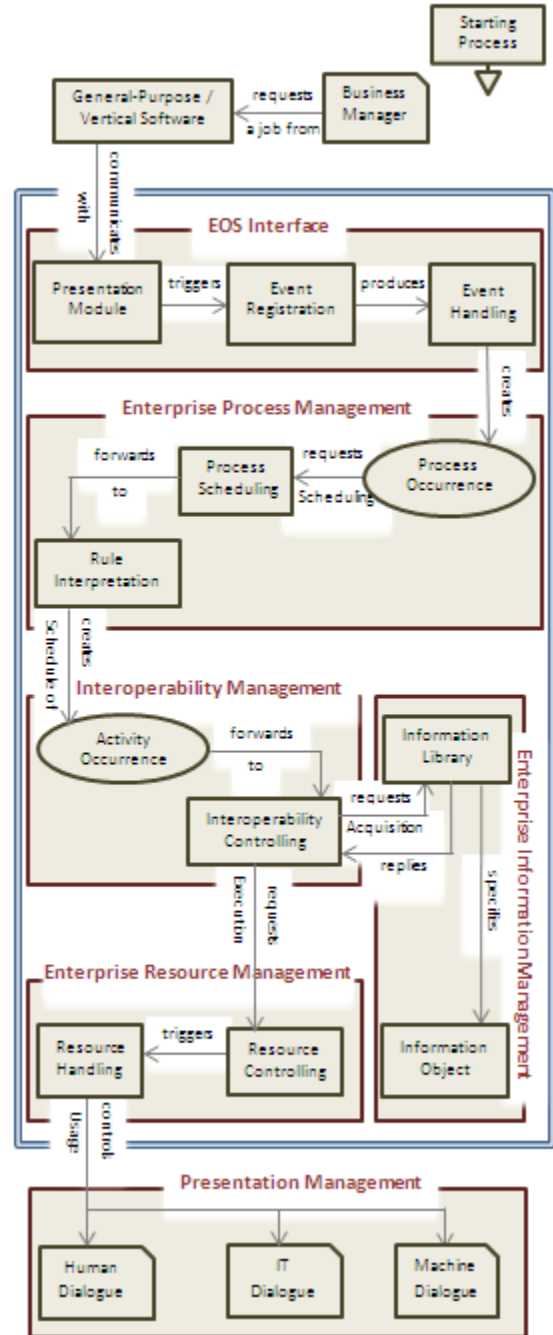 Starting
Process
General-Purpose /
Vertical Software
requests
a job from
Business
Manager
communicates
with
EOS Interface
Presentation
Module
triggers
Event
Registration
produces
Event
Handling
creates
Enterprise Process Management
forwards
to
Process
Scheduling
requests
Scheduling
Process
Occurrence
Rule
Interpretation
creates
Schedule of
Interoperability Management
Activity
Occurrence
forwards
to
Interoperability
Controlling
requests
Acquisition
replies
Information
Library
specifis
Enterprise Information Management
requests
Execution
Enterprise Resource Management
Resource
Handling
triggers
Resource
Controlling
Information
Object
controls
Usage
Presentation Management
Human
Dialogue
IT
Dialogue
Machine
Dialogue